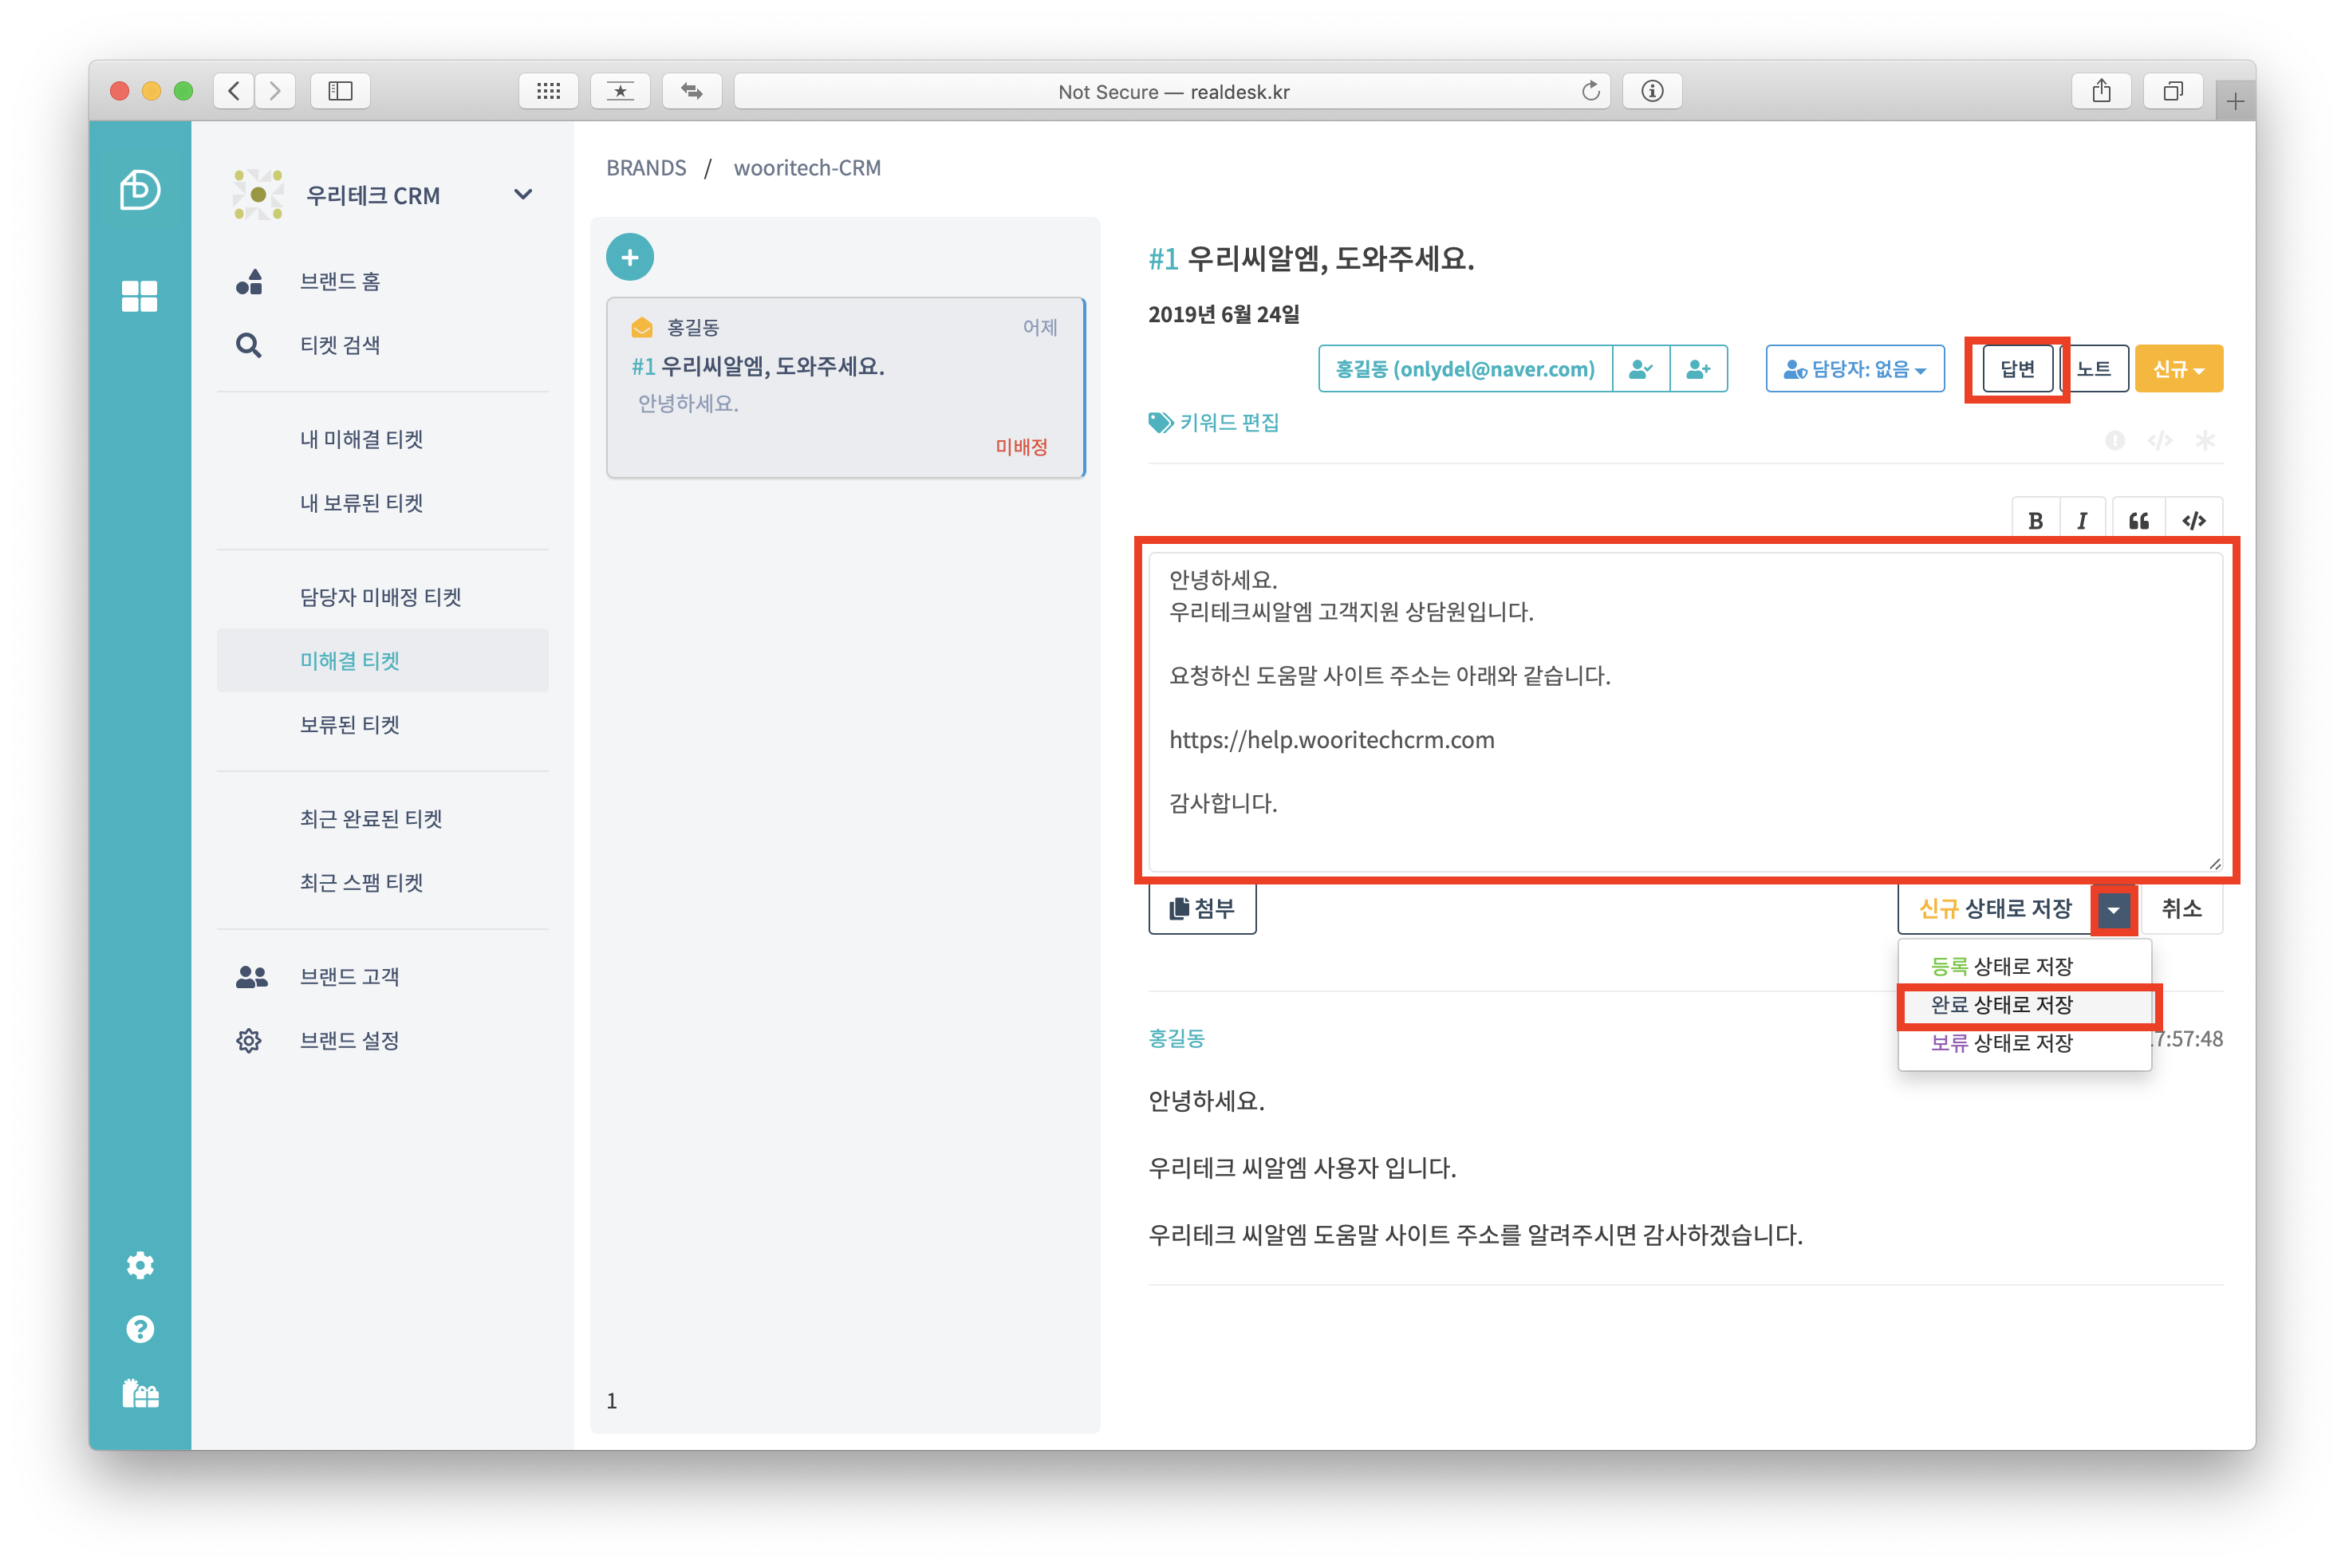 Not Secure — realdesk.kr
우리테크 CRM
브랜드 홈
티켓 검색
내 미해결 티켓
내 보류된 티켓
담당자 미배정 티켓
미해결 티켓
보류된 티켓
최근 완료된 티켓
최근 스팸 티켓
브랜드 고객
브랜드 설정
BRANDS / wooritech-CRM
홍길동 어제
#1 우리씨알엠, 도와주세요.
안녕하세요.
미배정
1
#1 우리씨알엠, 도와주세요.
2019년 6월 24일
홍길동 (onlydel@naver.com) 담당자: 없음 답변 노트 신규
키워드 편집
B I
안녕하세요.
우리테크씨알엠 고객지원 상담원입니다.
요청하신 도움말 사이트 주소는 아래와 같습니다.
https://help.wooritechcrm.com
감사합니다.
첨부 신규 상태로 저장 취소
등록 상태로 저장
완료 상태로 저장
보류 상태로 저장
홍길동 7:57:48
안녕하세요.
우리테크 씨알엠 사용자 입니다.
우리테크 씨알엠 도움말 사이트 주소를 알려주시면 감사하겠습니다.